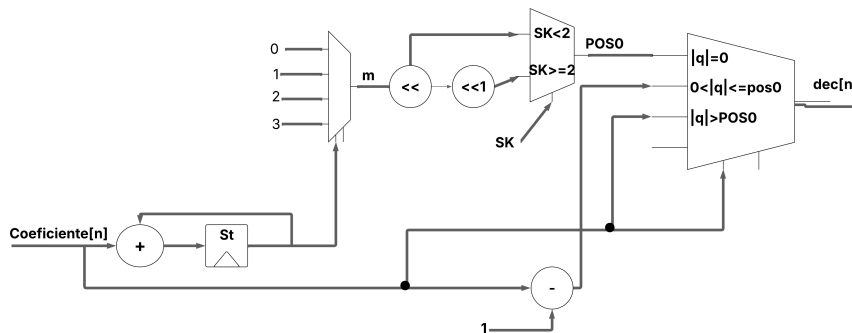 0
1
2
3
m
<<
<<1
SK<2
SK>=2
SK
POS0
|q|=0
0<|q|<=pos0
|q|>POS0
dec[n
Coeficiente[n]
+
St
-
1